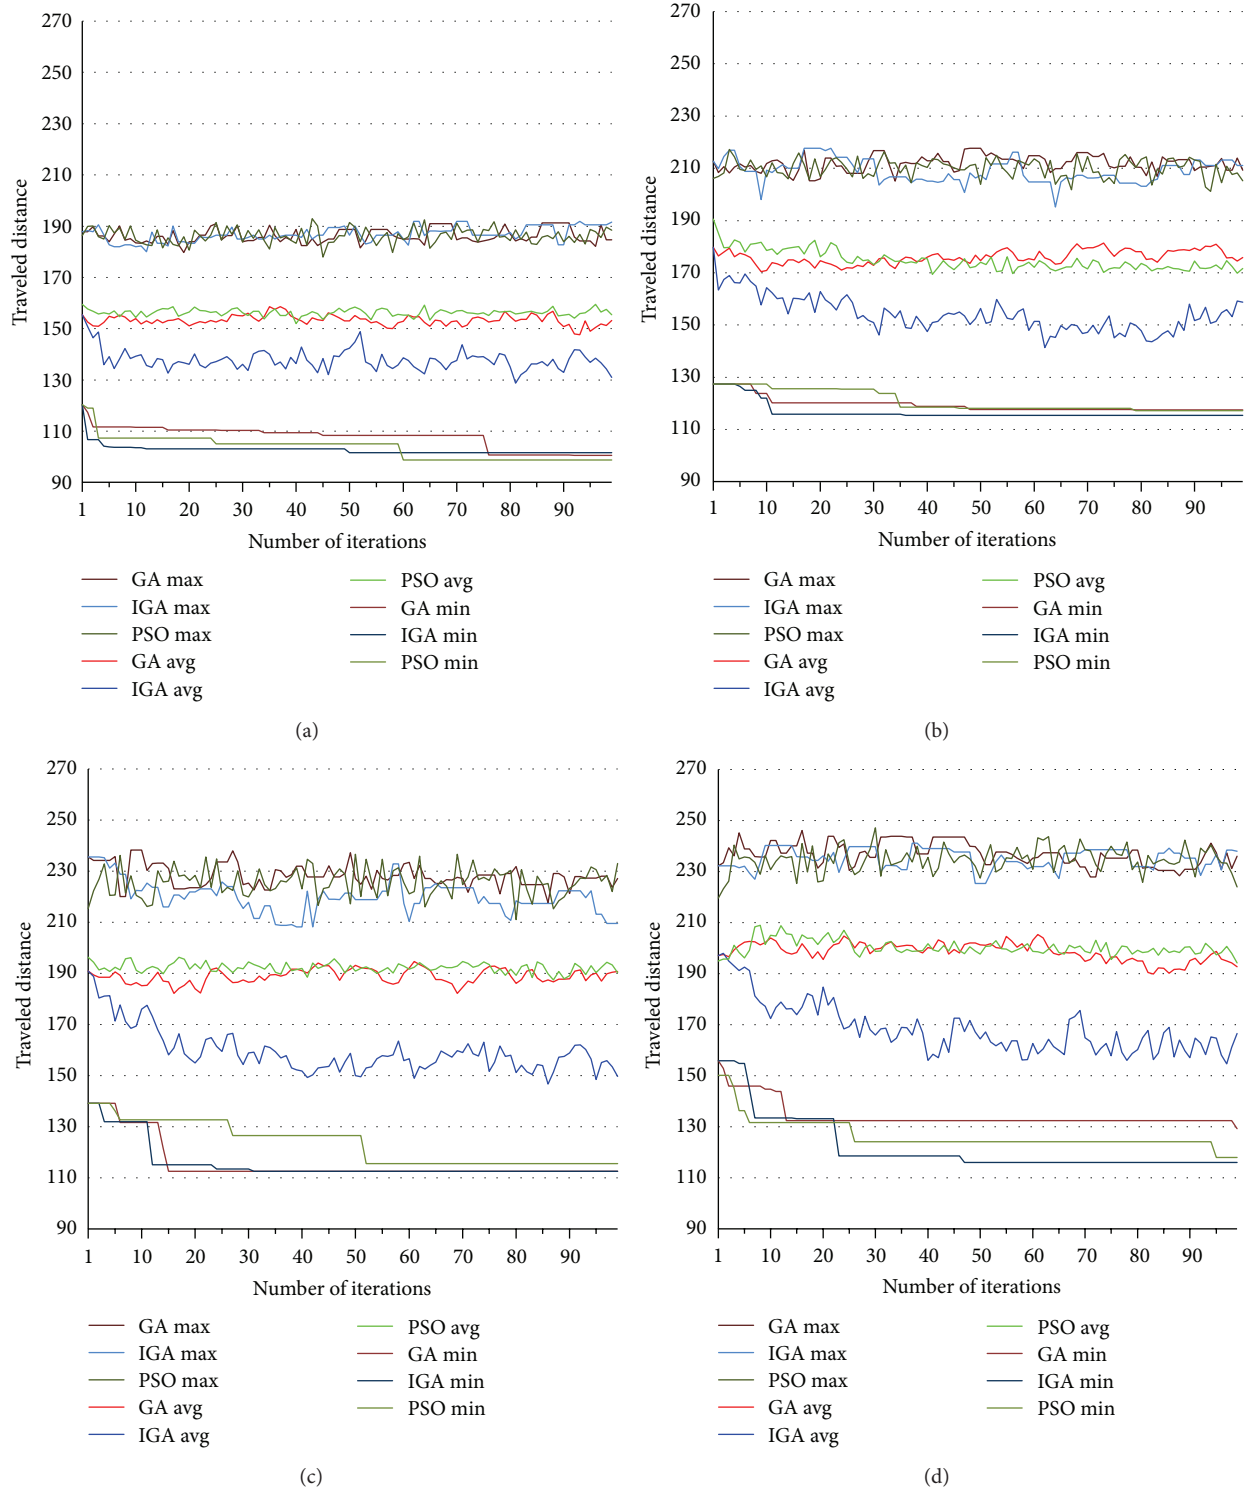 270
250
230
210
190
170
150
130
110
90
Traveled distance
1 10 20 30 40 50 60 70 80 90
Number of iterations
GA max
IGA max
PSO max
GA avg
IGA avg
PSO avg
GA min
IGA min
PSO min
(a)
270
250
230
210
190
170
150
130
110
90
Traveled distance
1 10 20 30 40 50 60 70 80 90
Number of iterations
GA max
IGA max
PSO max
GA avg
IGA avg
PSO avg
GA min
IGA min
PSO min
(b)
270
250
230
210
190
170
150
130
110
90
Traveled distance
1 10 20 30 40 50 60 70 80 90
Number of iterations
GA max
IGA max
PSO max
GA avg
IGA avg
PSO avg
GA min
IGA min
PSO min
(c)
270
250
230
210
190
170
150
130
110
90
Traveled distance
1 10 20 30 40 50 60 70 80 90
Number of iterations
GA max
IGA max
PSO max
GA avg
IGA avg
PSO avg
GA min
IGA min
PSO min
(d)